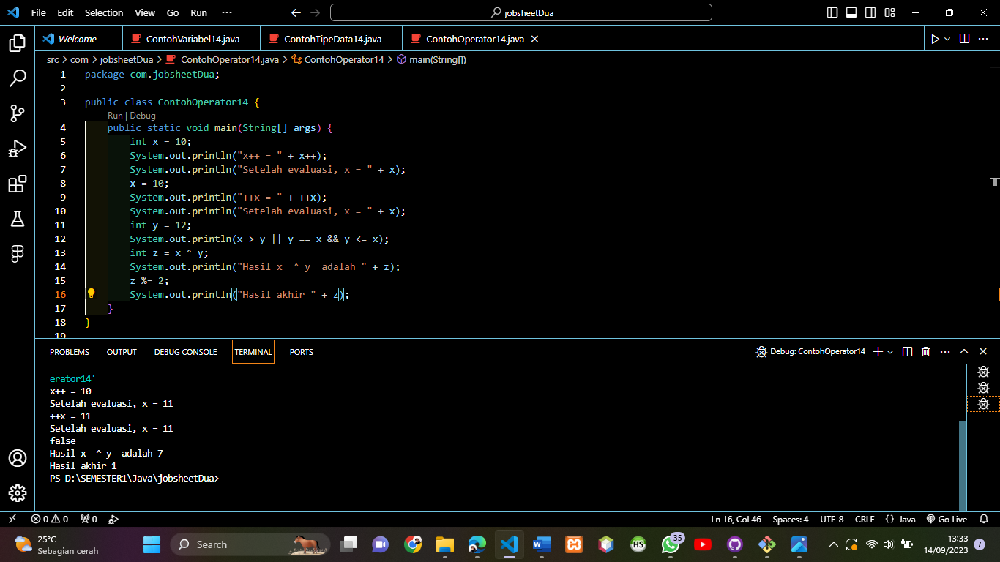 File Edit Selection View Go Run ··· jobsheetDua
Welcome ContohVariabel14.java ContohTipeData14.java ContohOperator14.java
src > com > jobsheetDua > ContohOperator14.java > ContohOperator14 > main(String[])
1 package com.jobsheetDua;
2
3 public class ContohOperator14 {
Run | Debug
4 public static void main(String[] args) {
5 int x = 10;
6 System.out.println("x++ = " + x++);
7 System.out.println("Setelah evaluasi, x = " + x);
8 x = 10;
9 System.out.println("++x = " + ++x);
10 System.out.println("Setelah evaluasi, x = " + x);
11 int y = 12;
12 System.out.println(x > y || y == x && y <= x);
13 int z = x ^ y;
14 System.out.println("Hasil x  ^ y  adalah " + z);
15 z %= 2;
16 System.out.println("Hasil akhir " + z);
17 }
18 }
19
PROBLEMS OUTPUT DEBUG CONSOLE TERMINAL PORTS Debug: ContohOperator14
erator14'
x++ = 10
Setelah evaluasi, x = 11
++x = 11
Setelah evaluasi, x = 11
false
Hasil x  ^ y  adalah 7
Hasil akhir 1
PS D:\SEMESTER1\Java\jobsheetDua>
0 0 0 Ln 16, Col 46 Spaces: 4 UTF-8 CRLF {} Java Go Live
25°C
Sebagian cerah
Search
HS
35
13:33
14/09/2023
7